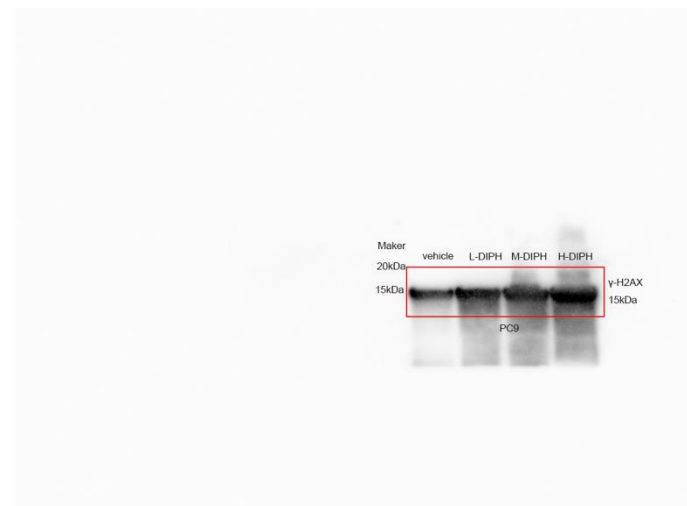 Maker
vehicle L-DIPH M-DIPH H-DIPH
20kDa
15kDa
γ-H2AX
15kDa
PC9